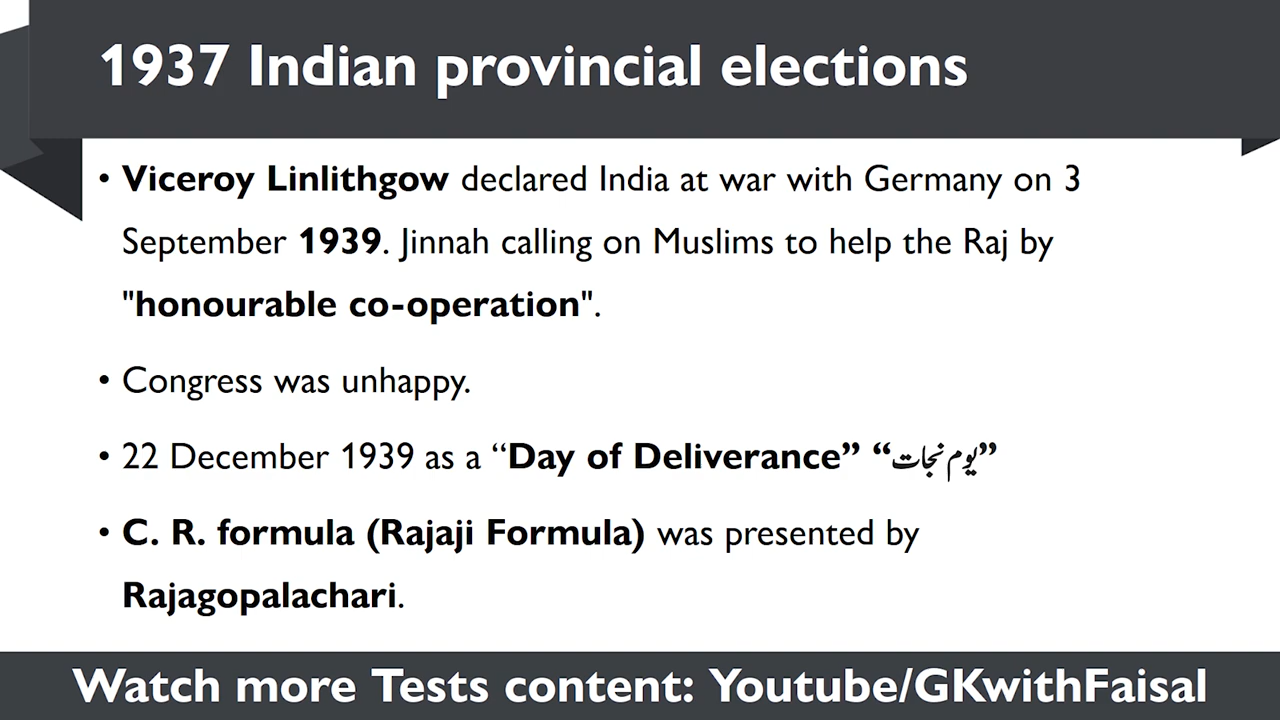 1937 Indian provincial elections
• Viceroy Linlithgow declared India at war with Germany on 3
September 1939. Jinnah calling on Muslims to help the Raj by
"honourable co-operation".
• Congress was unhappy.
• 22 December 1939 as a “Day of Deliverance” “یوم نجات”
• C. R. formula (Rajaji Formula) was presented by
Rajagopalachari.
Watch more Tests content: Youtube/GKwithFaisal